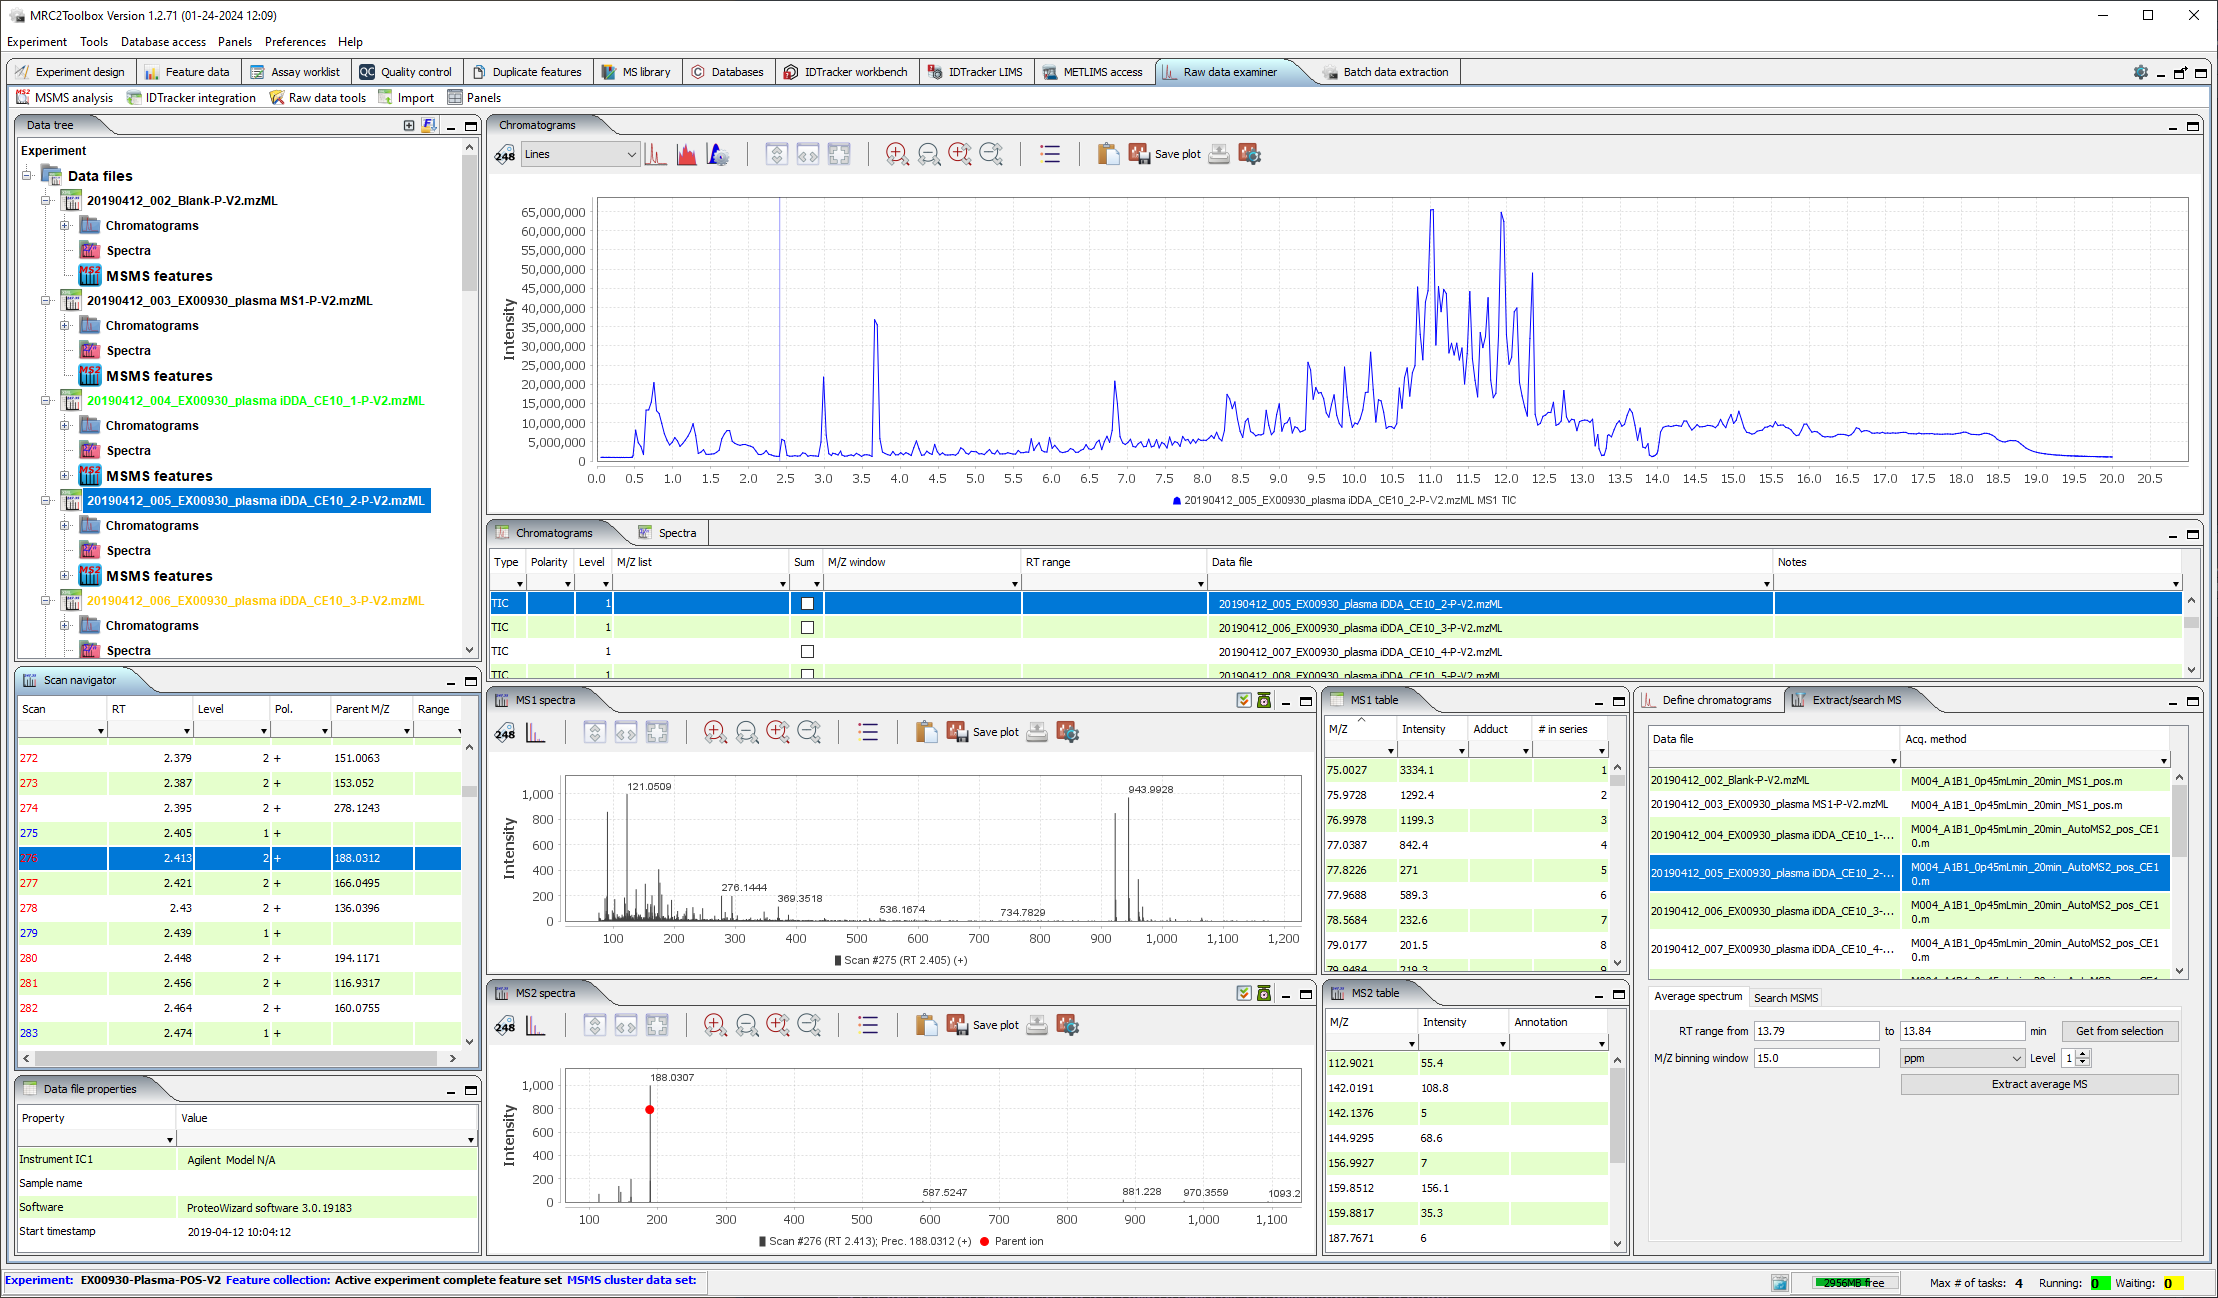 MRC2Toolbox Version 1.2.71 (01-24-2024 12:09)
Experiment Tools Database access Panels Preferences Help
Experiment design Feature data Assay worklist QC Quality control Duplicate features MS library Databases IDTracker workbench IDTracker LIMS METLIMS access Raw data examiner Batch data extraction
MSMS analysis IDTracker integration Raw data tools Import Panels
Data tree
Experiment
Data files
20190412_002_Blank-P-V2.mzML
Chromatograms
Spectra
MS2 MSMS features
20190412_003_EX00930_plasma MS1-P-V2.mzML
Chromatograms
Spectra
MS2 MSMS features
20190412_004_EX00930_plasma iDDA_CE10_1-P-V2.mzML
Chromatograms
Spectra
MS2 MSMS features
20190412_005_EX00930_plasma iDDA_CE10_2-P-V2.mzML
Chromatograms
Spectra
MS2 MSMS features
20190412_006_EX00930_plasma iDDA_CE10_3-P-V2.mzML
Chromatograms
Spectra
Scan navigator
Scan RT Level Pol. Parent M/Z Range
272 2.379 2 + 151.0063
273 2.387 2 + 153.052
274 2.395 2 + 278.1243
275 2.405 1 +
276 2.413 2 + 188.0312
277 2.421 2 + 166.0495
278 2.43 2 + 136.0396
279 2.439 1 +
280 2.448 2 + 194.1171
281 2.456 2 + 116.9317
282 2.464 2 + 160.0755
283 2.474 1 +
Data file properties
Property Value
Instrument IC1 Agilent Model N/A
Sample name
Software ProteoWizard software 3.0.19183
Start timestamp 2019-04-12 10:04:12
Chromatograms
248 Lines Save plot
65,000,000
60,000,000
55,000,000
50,000,000
45,000,000
40,000,000
35,000,000
30,000,000
25,000,000
20,000,000
15,000,000
10,000,000
5,000,000
0
Intensity
0.0 0.5 1.0 1.5 2.0 2.5 3.0 3.5 4.0 4.5 5.0 5.5 6.0 6.5 7.0 7.5 8.0 8.5 9.0 9.5 10.0 10.5 11.0 11.5 12.0 12.5 13.0 13.5 14.0 14.5 15.0 15.5 16.0 16.5 17.0 17.5 18.0 18.5 19.0 19.5 20.0 20.5
20190412_005_EX00930_plasma iDDA_CE10_2-P-V2.mzML MS1 TIC
Chromatograms Spectra
Type Polarity Level M/Z list Sum M/Z window RT range Data file Notes
TIC 1 20190412_005_EX00930_plasma iDDA_CE10_2-P-V2.mzML
TIC 1 20190412_006_EX00930_plasma iDDA_CE10_3-P-V2.mzML
TIC 1 20190412_007_EX00930_plasma iDDA_CE10_4-P-V2.mzML
TIC 1 20190412_008_EX00930_plasma iDDA_CE10_5-P-V2.mzML
MS1 spectra
248 Save plot
1,000
800
600
400
200
0
Intensity
121.0509
943.9928
276.1444
369.3518
536.1674
734.7829
100 200 300 400 500 600 700 800 900 1,000 1,100 1,200
Scan #275 (RT 2.405) (+)
MS1 table
M/Z Intensity Adduct # in series
75.0027 3334.1 1
75.9728 1292.4 2
76.9978 1199.3 3
77.0387 842.4 4
77.8226 271 5
77.9688 589.3 6
78.5684 232.6 7
79.0177 201.5 8
79.9484 219.3 9
MS2 spectra
248 Save plot
1,000
800
600
400
200
0
Intensity
188.0307
587.5247
881.228
970.3559
1093.2
100 200 300 400 500 600 700 800 900 1,000 1,100
Scan #276 (RT 2.413); Prec. 188.0312 (+) Parent ion
MS2 table
M/Z Intensity Annotation
112.9021 55.4
142.0191 108.8
142.1376 5
144.9295 68.6
156.9927 7
159.8512 156.1
159.8817 35.3
187.7671 6
Define chromatograms Extract/search MS
Data file Acq. method
20190412_002_Blank-P-V2.mzML M004_A1B1_0p45mLmin_20min_MS1_pos.m
20190412_003_EX00930_plasma MS1-P-V2.mzML M004_A1B1_0p45mLmin_20min_MS1_pos.m
20190412_004_EX00930_plasma iDDA_CE10_1-... M004_A1B1_0p45mLmin_20min_AutoMS2_pos_CE1
0.m
20190412_005_EX00930_plasma iDDA_CE10_2-... M004_A1B1_0p45mLmin_20min_AutoMS2_pos_CE1
0.m
20190412_006_EX00930_plasma iDDA_CE10_3-... M004_A1B1_0p45mLmin_20min_AutoMS2_pos_CE1
0.m
20190412_007_EX00930_plasma iDDA_CE10_4-... M004_A1B1_0p45mLmin_20min_AutoMS2_pos_CE1
0.m
M004_A1B1_0p45mLmin_20min_AutoMS2_pos_CE1
Average spectrum Search MSMS
RT range from 13.79 to 13.84 min Get from selection
M/Z binning window 15.0 ppm Level 1
Extract average MS
Experiment: EX00930-Plasma-POS-V2 Feature collection: Active experiment complete feature set MSMS cluster data set:
2956MB free Max # of tasks: 4 Running: 0 Waiting: 0